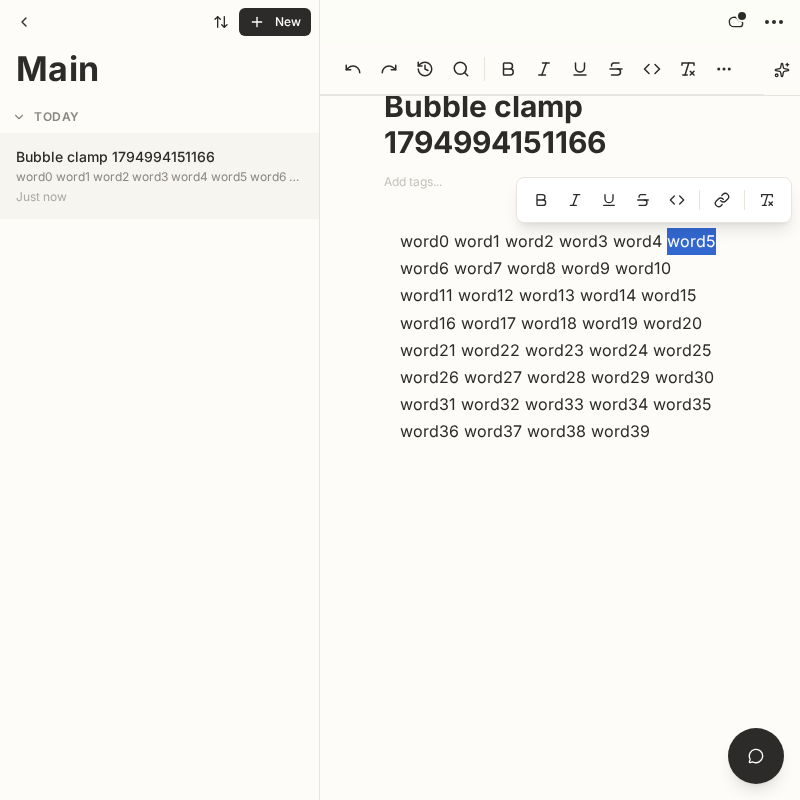 New
Main
TODAY
Bubble clamp 1794994151166
word0 word1 word2 word3 word4 word5 word6 ...
Just now
Bubble clamp
1794994151166
Add tags...
word0 word1 word2 word3 word4 word5
word6 word7 word8 word9 word10
word11 word12 word13 word14 word15
word16 word17 word18 word19 word20
word21 word22 word23 word24 word25
word26 word27 word28 word29 word30
word31 word32 word33 word34 word35
word36 word37 word38 word39